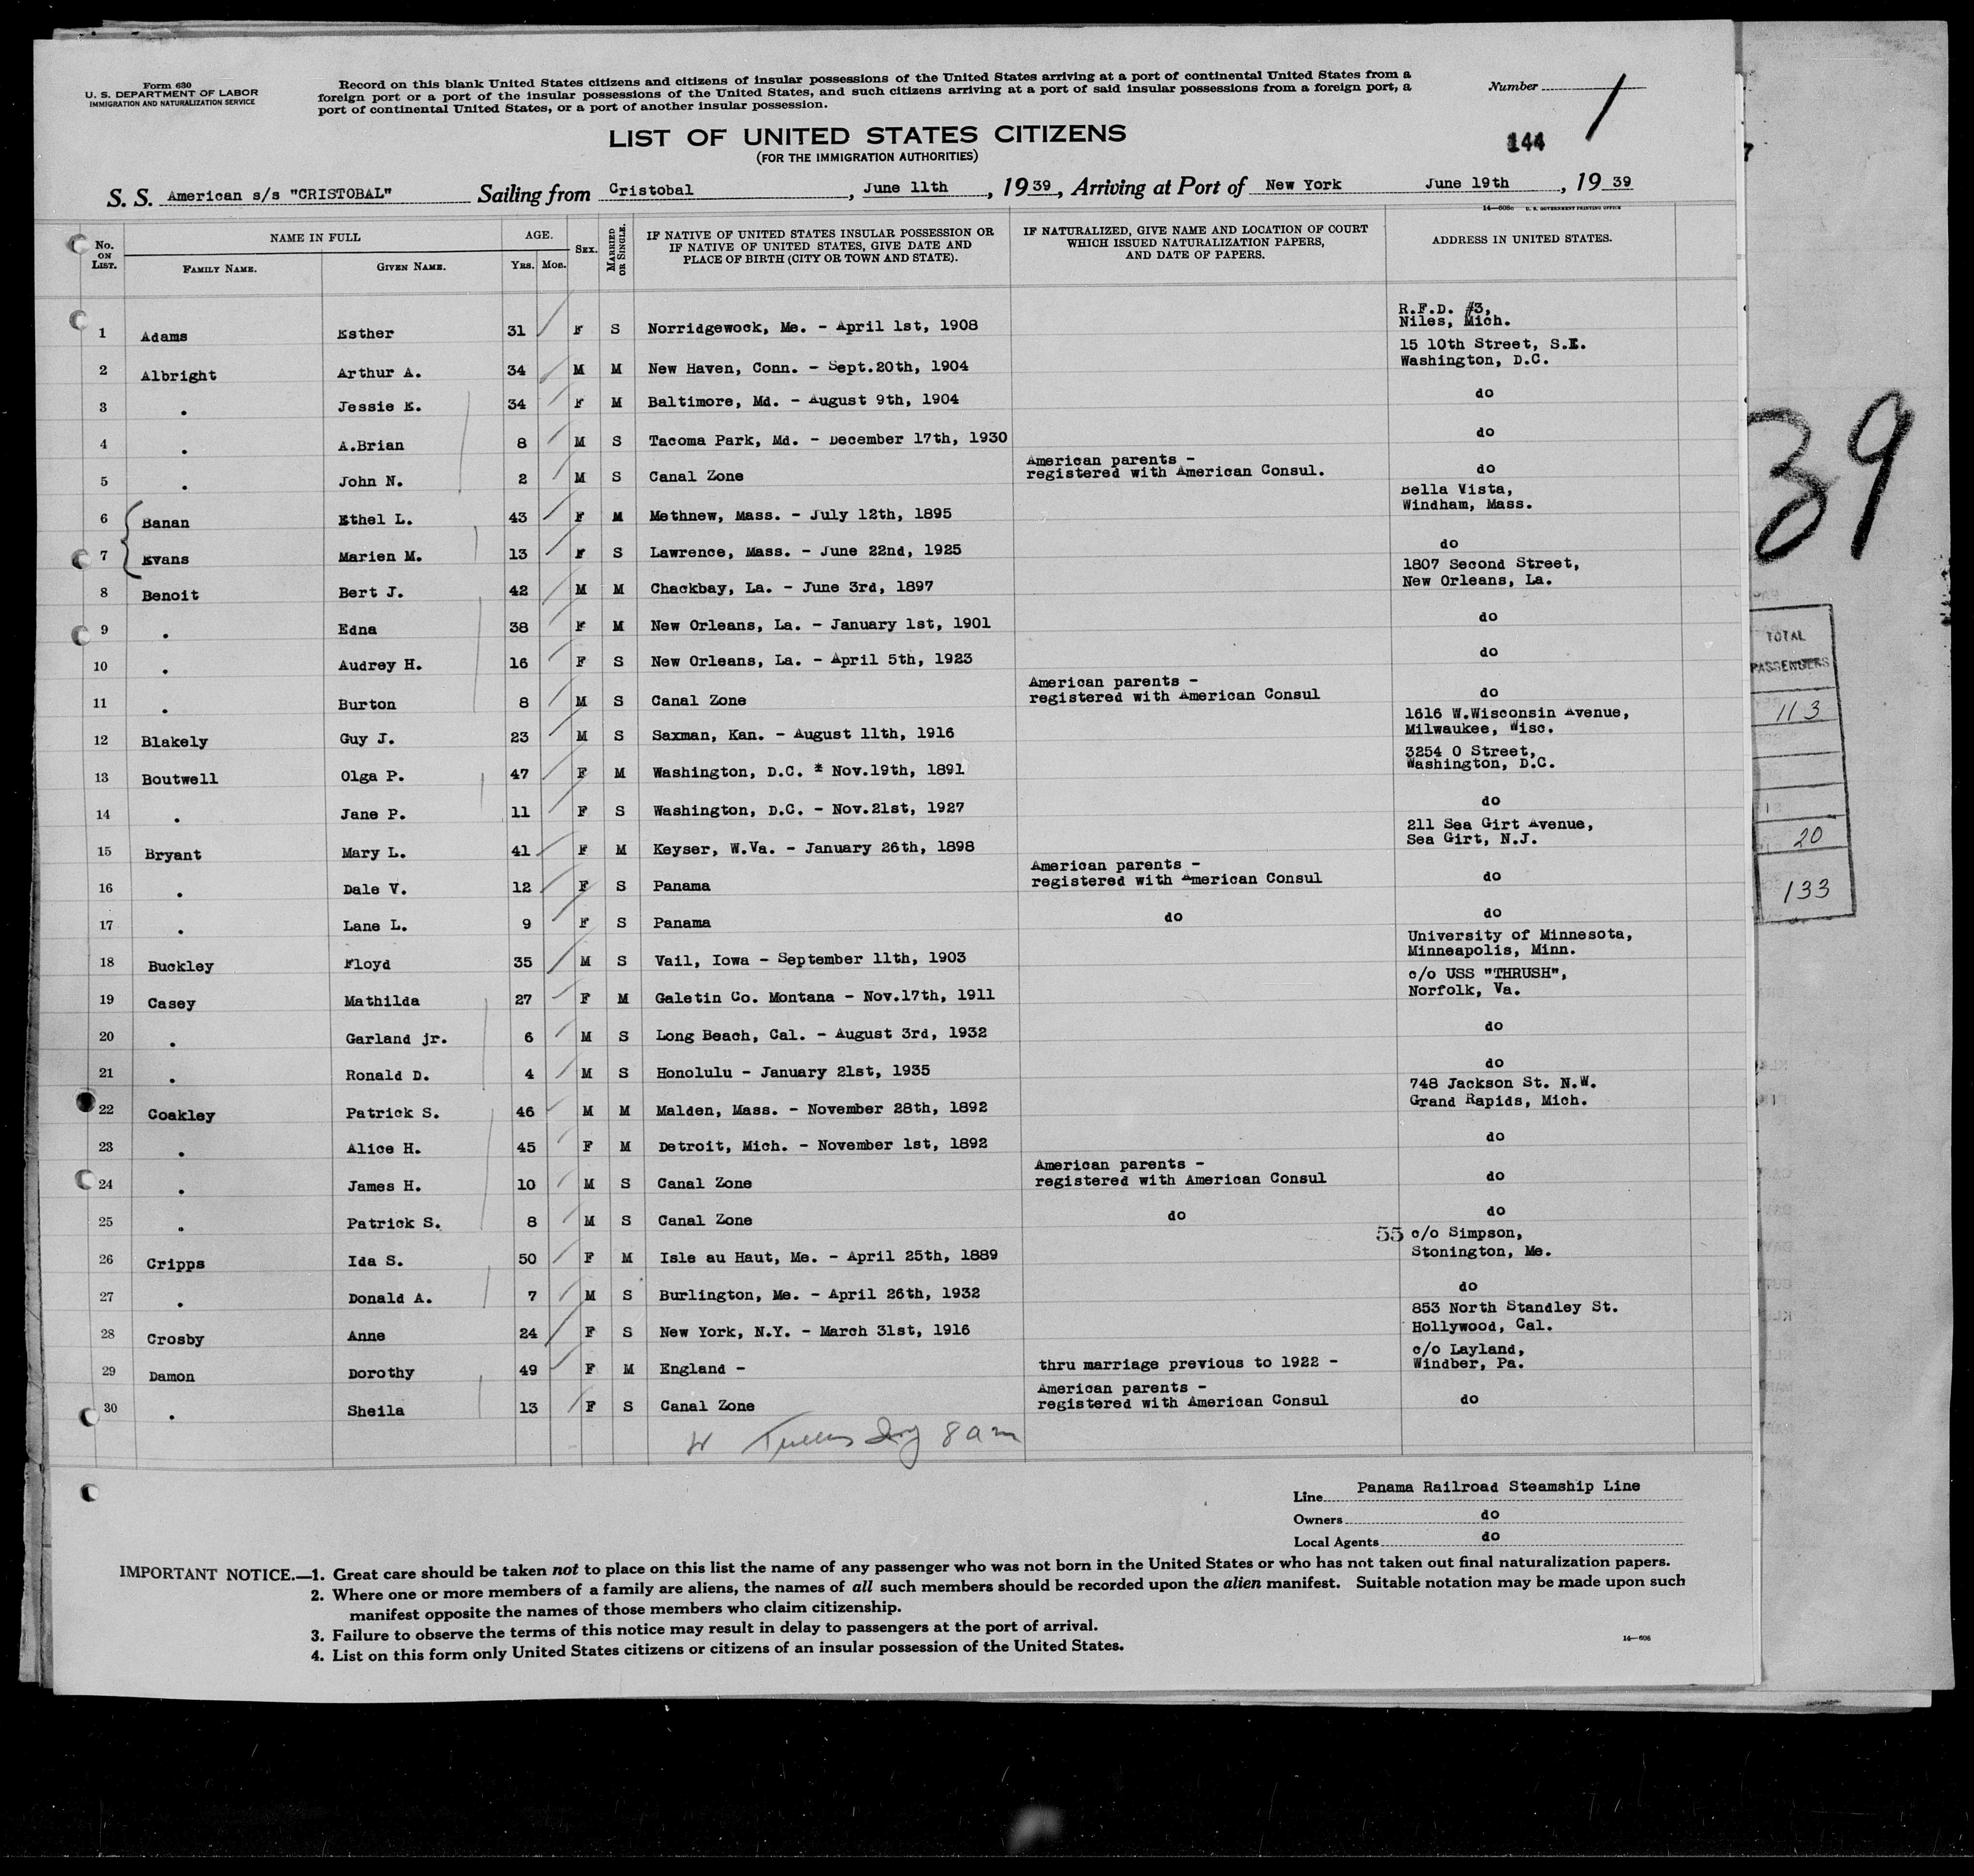 Form 630
U. S. DEPARTMENT OF LABOR
IMMIGRATION AND NATURALIZATION SERVICE
Record on this blank United States citizens and citizens of insular possessions of the United States arriving at a port of continental United States from a
foreign port or a port of the insular possessions of the United States, and such citizens arriving at a port of said insular possessions from a foreign port, a
port of continental United States, or a port of another insular possession.
Number
1
144
LIST OF UNITED STATES CITIZENS
(FOR THE IMMIGRATION AUTHORITIES)
S. S. American s/s "CRISTOBAL" Sailing from Cristobal, June 11th, 1939, Arriving at Port of New York June 19th, 1939
14—608c U. S. GOVERNMENT PRINTING OFFICE
No. ON LIST. NAME IN FULL FAMILY NAME. GIVEN NAME. AGE. YRS. MOS. SEX. MARRIED OR SINGLE. IF NATIVE OF UNITED STATES INSULAR POSSESSION OR IF NATIVE OF UNITED STATES, GIVE DATE AND PLACE OF BIRTH (CITY OR TOWN AND STATE). IF NATURALIZED, GIVE NAME AND LOCATION OF COURT WHICH ISSUED NATURALIZATION PAPERS, AND DATE OF PAPERS. ADDRESS IN UNITED STATES.
1 Adams Esther 31 F S Norridgewock, Me. - April 1st, 1908 R.F.D. #3, Niles, Mich.
2 Albright Arthur A. 34 M M New Haven, Conn. - Sept.20th, 1904 15 10th Street, S.E. Washington, D.C.
3 . Jessie E. 34 F M Baltimore, Md. - August 9th, 1904 do
4 . A.Brian 8 M S Tacoma Park, Md. - December 17th, 1930 do
5 . John N. 2 M S Canal Zone American parents - registered with American Consul. do
6 Banan Ethel L. 43 F M Methnew, Mass. - July 12th, 1895 Bella Vista, Windham, Mass.
7 Evans Marien M. 13 F S Lawrence, Mass. - June 22nd, 1925 do
8 Benoit Bert J. 42 M M Chackbay, La. - June 3rd, 1897 1807 Second Street, New Orleans, La.
9 . Edna 38 F M New Orleans, La. - January 1st, 1901 do
10 . Audrey H. 16 F S New Orleans, La. - April 5th, 1923 do
11 . Burton 8 M S Canal Zone American parents - registered with American Consul do
12 Blakely Guy J. 23 M S Saxman, Kan. - August 11th, 1916 1616 W.Wisconsin Avenue, Milwaukee, Wisc.
13 Boutwell Olga P. 47 F M Washington, D.C. * Nov.19th, 1891 3254 O Street, Washington, D.C.
14 . Jane P. 11 F S Washington, D.C. - Nov.21st, 1927 do
15 Bryant Mary L. 41 F M Keyser, W.Va. - January 26th, 1898 211 Sea Girt Avenue, Sea Girt, N.J.
16 . Dale V. 12 F S Panama American parents - registered with American Consul do
17 . Lane L. 9 F S Panama do do
18 Buckley Floyd 35 M S Vail, Iowa - September 11th, 1903 University of Minnesota, Minneapolis, Minn.
19 Casey Mathilda 27 F M Galetin Co. Montana - Nov.17th, 1911 c/o USS "THRUSH", Norfolk, Va.
20 . Garland jr. 6 M S Long Beach, Cal. - August 3rd, 1932 do
21 . Ronald D. 4 M S Honolulu - January 21st, 1935 do
22 Coakley Patrick S. 46 M M Malden, Mass. - November 28th, 1892 748 Jackson St. N.W. Grand Rapids, Mich.
23 . Alice H. 45 F M Detroit, Mich. - November 1st, 1892 do
24 . James H. 10 M S Canal Zone American parents - registered with American Consul do
25 . Patrick S. 8 M S Canal Zone do do
26 Cripps Ida S. 50 F M Isle au Haut, Me. - April 25th, 1889 55 c/o Simpson, Stonington, Me.
27 . Donald A. 7 M S Burlington, Me. - April 26th, 1932 do
28 Crosby Anne 24 F S New York, N.Y. - March 31st, 1916 853 North Standley St. Hollywood, Cal.
29 Damon Dorothy 49 F M England - thru marriage previous to 1922 - c/o Layland, Windber, Pa.
30 . Sheila 13 F S Canal Zone American parents - registered with American Consul do
8 am
Line Panama Railroad Steamship Line
Owners do
Local Agents do
IMPORTANT NOTICE.—1. Great care should be taken not to place on this list the name of any passenger who was not born in the United States or who has not taken out final naturalization papers.
2. Where one or more members of a family are aliens, the names of all such members should be recorded upon the alien manifest. Suitable notation may be made upon such
manifest opposite the names of those members who claim citizenship.
3. Failure to observe the terms of this notice may result in delay to passengers at the port of arrival.
4. List on this form only United States citizens or citizens of an insular possession of the United States.
14—608
39
TOTAL
PASSENGERS
113
20
133